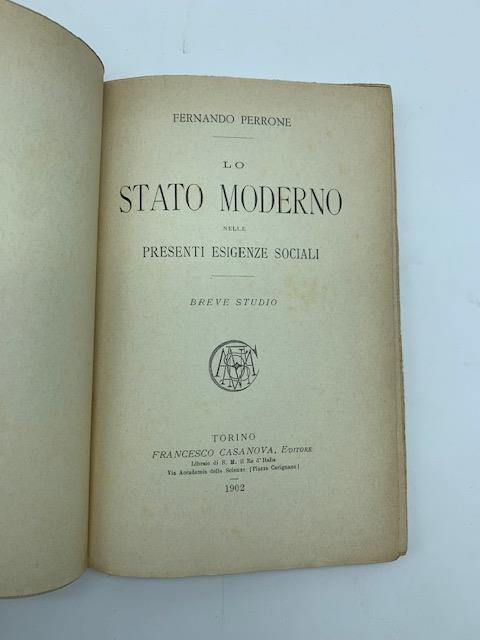 FERNANDO PERRONE
LO
STATO MODERNO
NELLE
PRESENTI ESIGENZE SOCIALI
BREVE STUDIO
TORINO
FRANCESCO CASANOVA, EDITORE
Libraio di S. M. il Re d'Italia
Via Accademia delle Scienze (Piazza Carignano)
1902